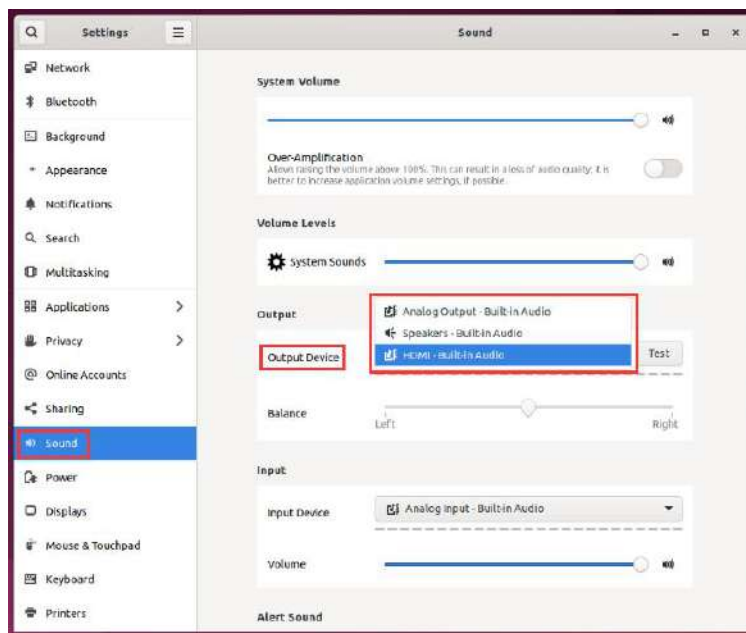 Settings
Sound
Network
Bluetooth
Background
Appearance
Notifications
Search
Multitasking
Applications
Privacy
Online Accounts
Sharing
Sound
Power
Displays
Mouse & Touchpad
Keyboard
Printers
System Volume
Over-Amplification
Allows raising the volume above 100%. This can result in a loss of audio quality; it is
better to increase application volume settings, if possible.
Volume Levels
System Sounds
Output
Analog Output - Built-in Audio
Speakers - Built-in Audio
Output Device
HDMI - Built-in Audio
Test
Balance
Left
Right
Input
Input Device
Analog Input - Built-in Audio
Volume
Alert Sound